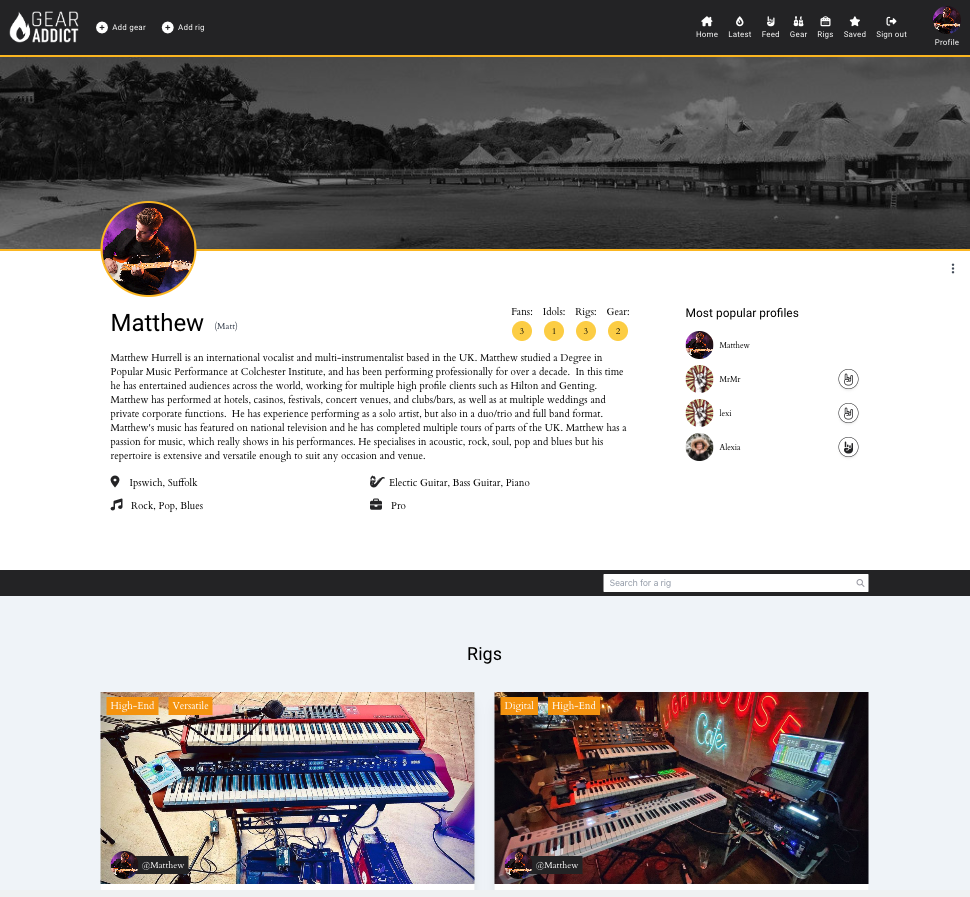 GEAR
ADDICT
Add gear
Add rig
Home
Latest
Feed
Gear
Rigs
Saved
Sign out
Profile
Matthew (Matt)
Fans: Idols: Rigs: Gear:
3 1 3 2
Matthew Hurrell is an international vocalist and multi-instrumentalist based in the UK. Matthew studied a Degree in
Popular Music Performance at Colchester Institute, and has been performing professionally for over a decade.  In this time
he has entertained audiences across the world, working for multiple high profile clients such as Hilton and Genting.
Matthew has performed at hotels, casinos, festivals, concert venues, and clubs/bars, as well as at multiple weddings and
private corporate functions.  He has experience performing as a solo artist, but also in a duo/trio and full band format.
Matthew's music has featured on national television and he has completed multiple tours of parts of the UK. Matthew has a
passion for music, which really shows in his performances. He specialises in acoustic, rock, soul, pop and blues but his
repertoire is extensive and versatile enough to suit any occasion and venue.
Ipswich, Suffolk
Electic Guitar, Bass Guitar, Piano
Rock, Pop, Blues
Pro
Most popular profiles
Matthew
MrMr
lexi
Alexia
Search for a rig
Rigs
High-End Versatile
@Matthew
Digital High-End
HOUSE
Cafe
@Matthew